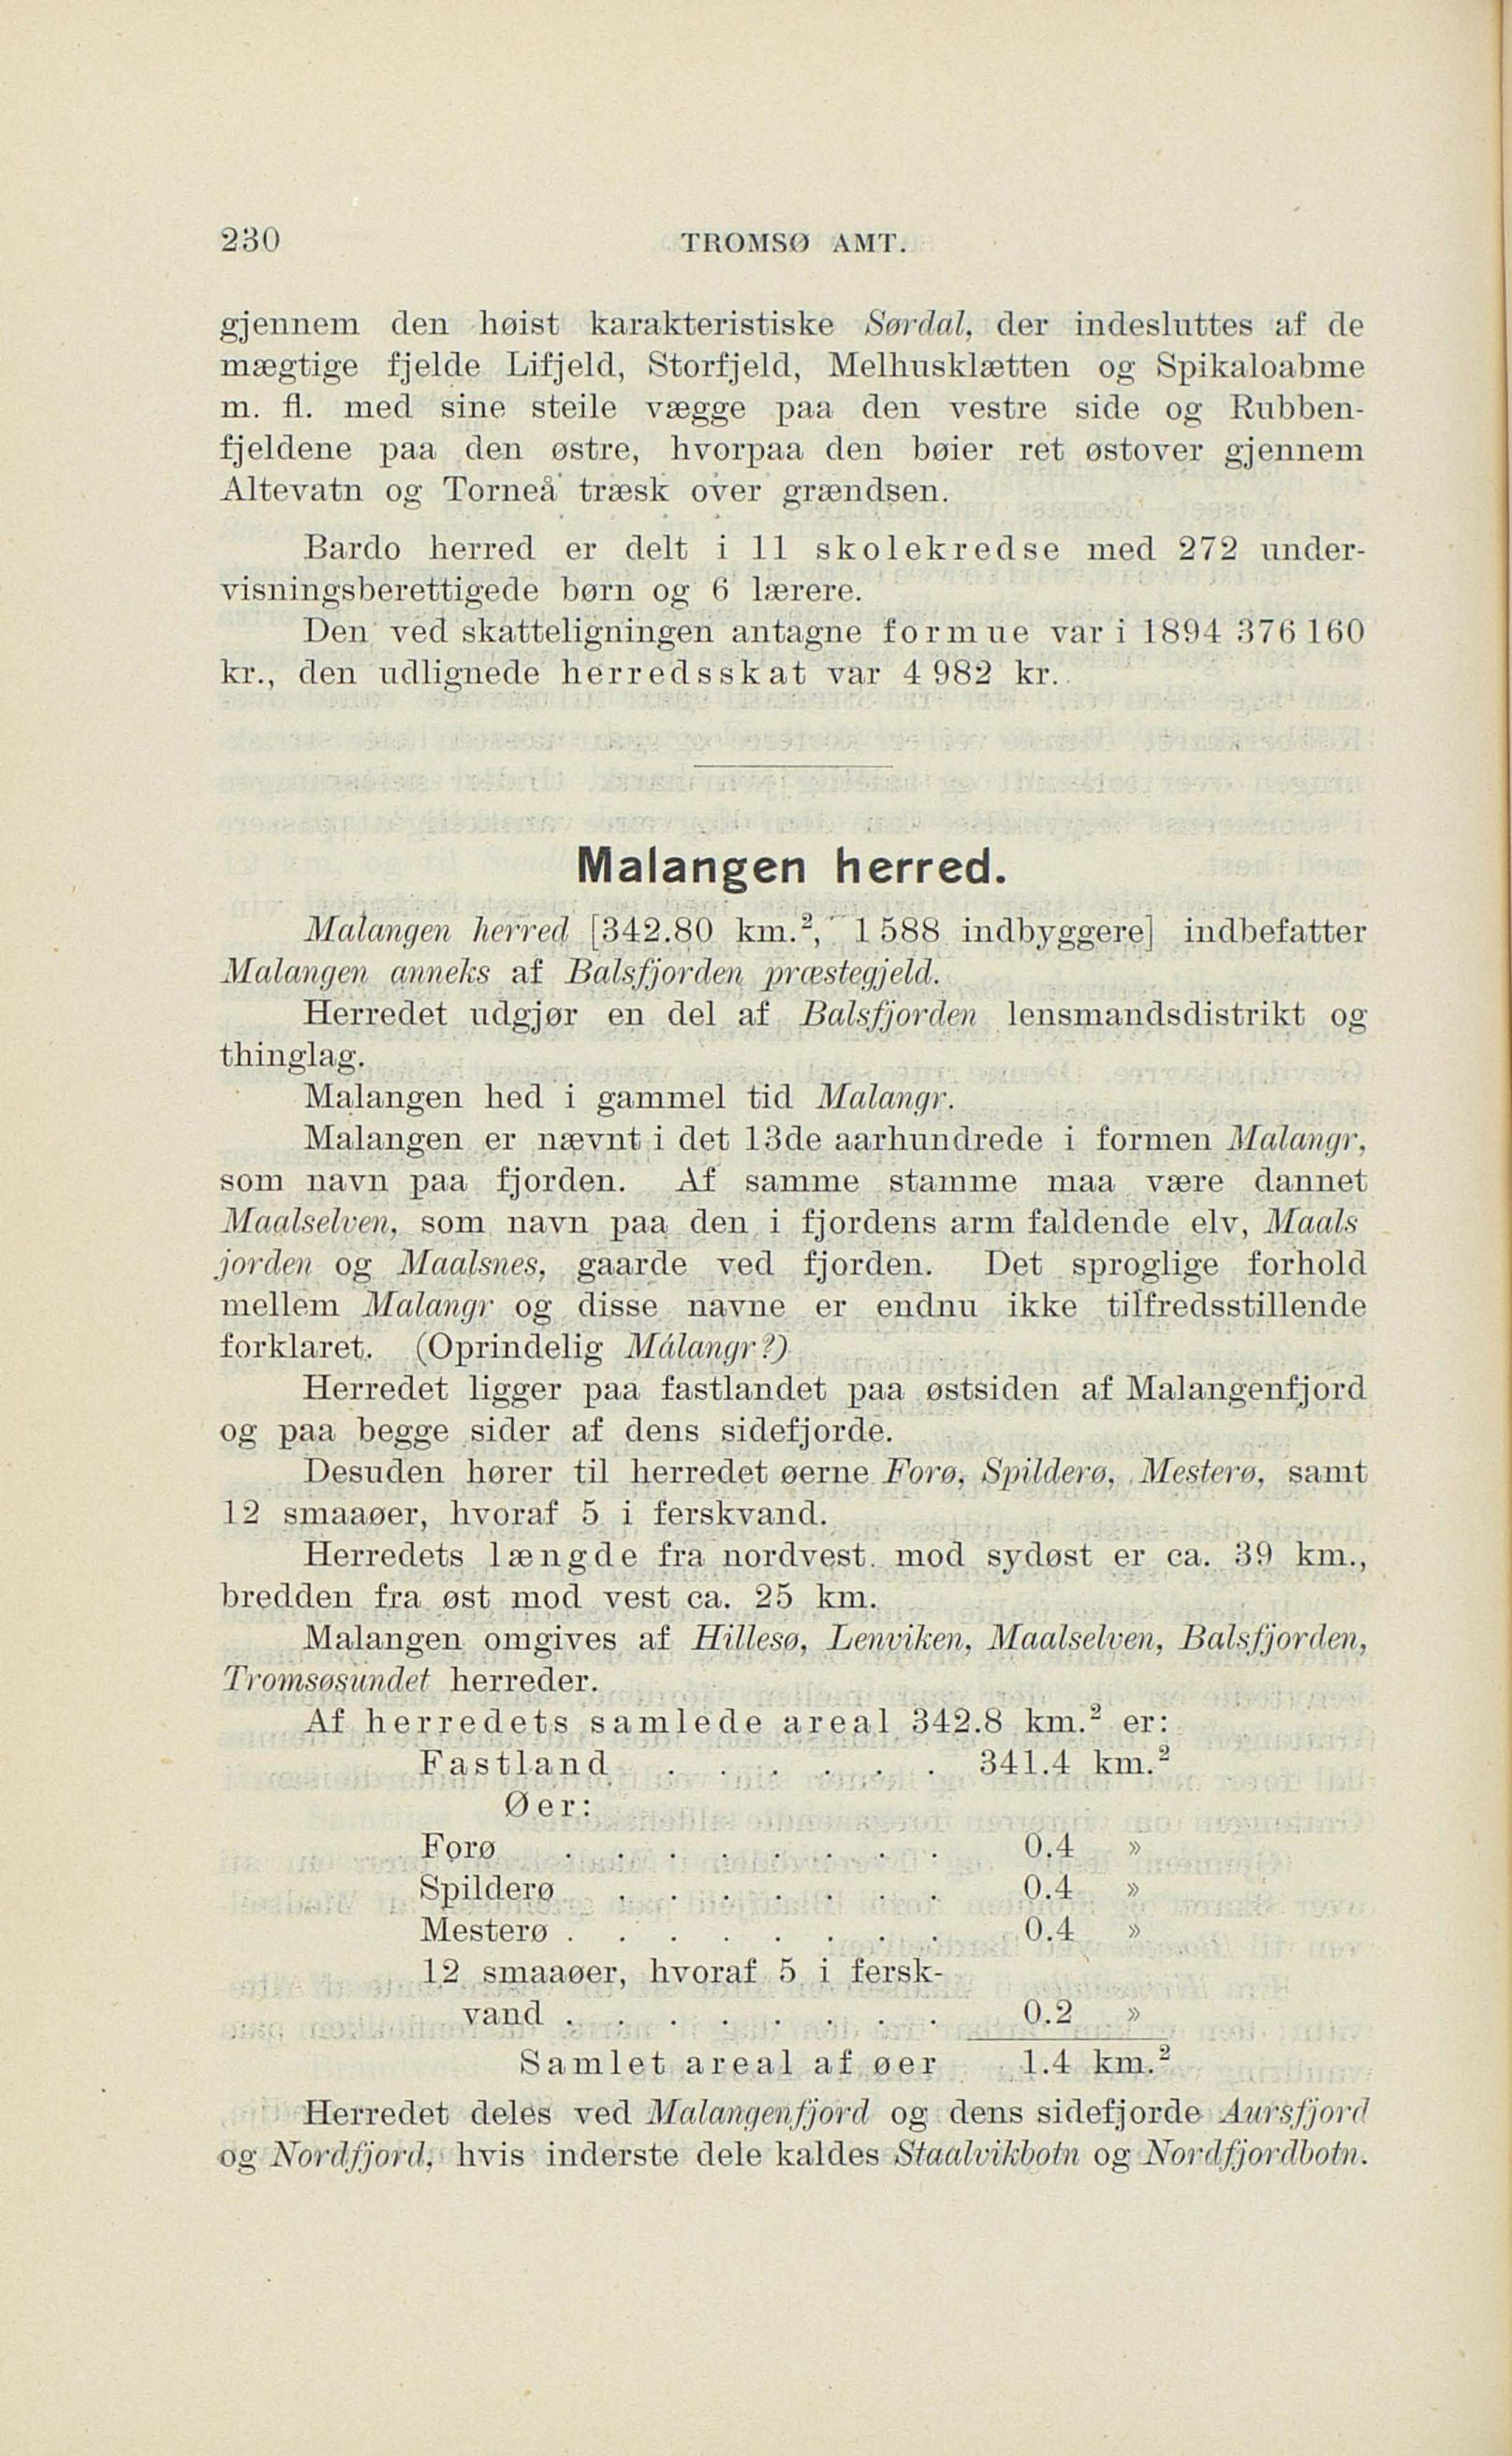 230
TROMSØ AMT.
gjennem den høist karakteristiske Sørdal, der indesluttes af de
mægtige fjelde Lifjeld, Storfjeld, Melhusklætten og Spikaloabme
m. fl. med sine steile vægge paa den vestre side og Rubben-
fjeldene paa den østre, hvorpaa den bøier ret østover gjennem
Altevatn og Torneå træsk over grændsen.
Bardo herred er delt i 11 skolekredse med 272 under-
visningsberettigede børn og 6 lærere.
Den ved skatteligningen antagne formue var i 1894 376 160
kr., den udlignede herredsskat var 4 982 kr.
Malangen herred.
Malangen herred [342.80 km.², 1 588 indbyggere] indbefatter
Malangen anneks af Balsfjorden præstegjeld.
Herredet udgjør en del af Balsfjorden lensmandsdistrikt og
thinglag.
Malangen hed i gammel tid Malangr.
Malangen er nævnt i det 13de aarhundrede i formen Malangr,
som navn paa fjorden. Af samme stamme maa være dannet
Maalselven, som navn paa den i fjordens arm faldende elv, Maals
jorden og Maalsnes, gaarde ved fjorden. Det sproglige forhold
mellem Malangr og disse navne er endnu ikke tilfredsstillende
forklaret. (Oprindelig Málangr?)
Herredet ligger paa fastlandet paa østsiden af Malangenfjord
og paa begge sider af dens sidefjorde.
Desuden hører til herredet øerne Forø, Spilderø, Mesterø, samt
12 smaaøer, hvoraf 5 i ferskvand.
Herredets længde fra nordvest mod sydøst er ca. 39 km.,
bredden fra øst mod vest ca. 25 km.
Malangen omgives af Hillesø, Lenviken, Maalselven, Balsfjorden,
Tromsøsundet herreder.
Af herredets samlede areal 342.8 km.² er:
Fastland . . . . . . 341.4 km.²
Øer:
Forø . . . . . . . . 0.4 »
Spilderø . . . . . . . 0.4 »
Mesterø . . . . . . . . 0.4 »
12 smaaøer, hvoraf 5 i fersk-
vand . . . . . . . . 0.2 »
Samlet areal af øer 1.4 km.²
Herredet deles ved Malangenfjord og dens sidefjorde Aursfjord
og Nordfjord, hvis inderste dele kaldes Staalvikbotn og Nordfjordbotn.